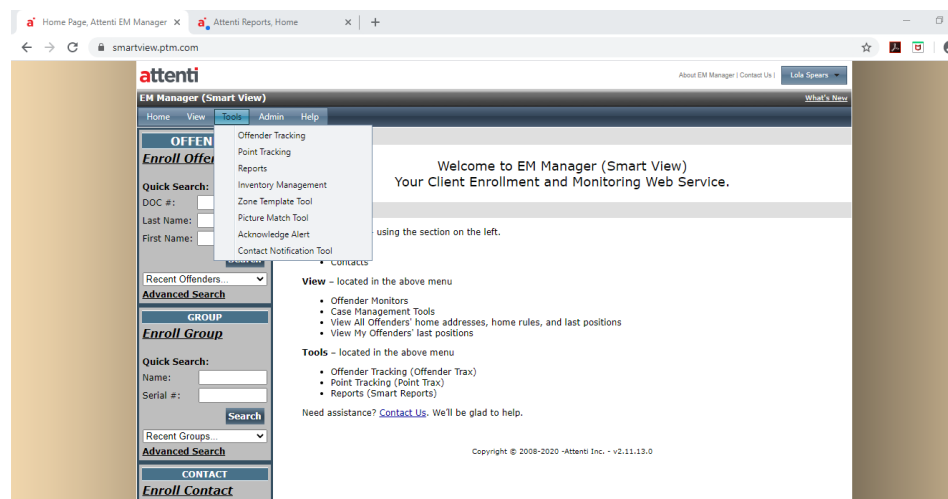 Home Page, Attenti EM Manager
Attenti Reports, Home
smartview.ptm.com
attenti
About EM Manager | Contact Us |
Lola Spears
EM Manager (Smart View)
What's New
Home View Tools Admin Help
Offender Tracking
Point Tracking
Reports
Inventory Management
Zone Template Tool
Picture Match Tool
Acknowledge Alert
Contact Notification Tool
OFFEN
Enroll Offe
Quick Search:
DOC #:
Last Name:
First Name:
Search
Recent Offenders...
Advanced Search
GROUP
Enroll Group
Quick Search:
Name:
Serial #:
Search
Recent Groups...
Advanced Search
CONTACT
Enroll Contact
Welcome to EM Manager (Smart View)
Your Client Enrollment and Monitoring Web Service.
using the section on the left.
• Contacts
View – located in the above menu
• Offender Monitors
• Case Management Tools
• View All Offenders' home addresses, home rules, and last positions
• View My Offenders' last positions
Tools – located in the above menu
• Offender Tracking (Offender Trax)
• Point Tracking (Point Trax)
• Reports (Smart Reports)
Need assistance? Contact Us. We'll be glad to help.
Copyright © 2008-2020 -Attenti Inc. - v2.11.13.0